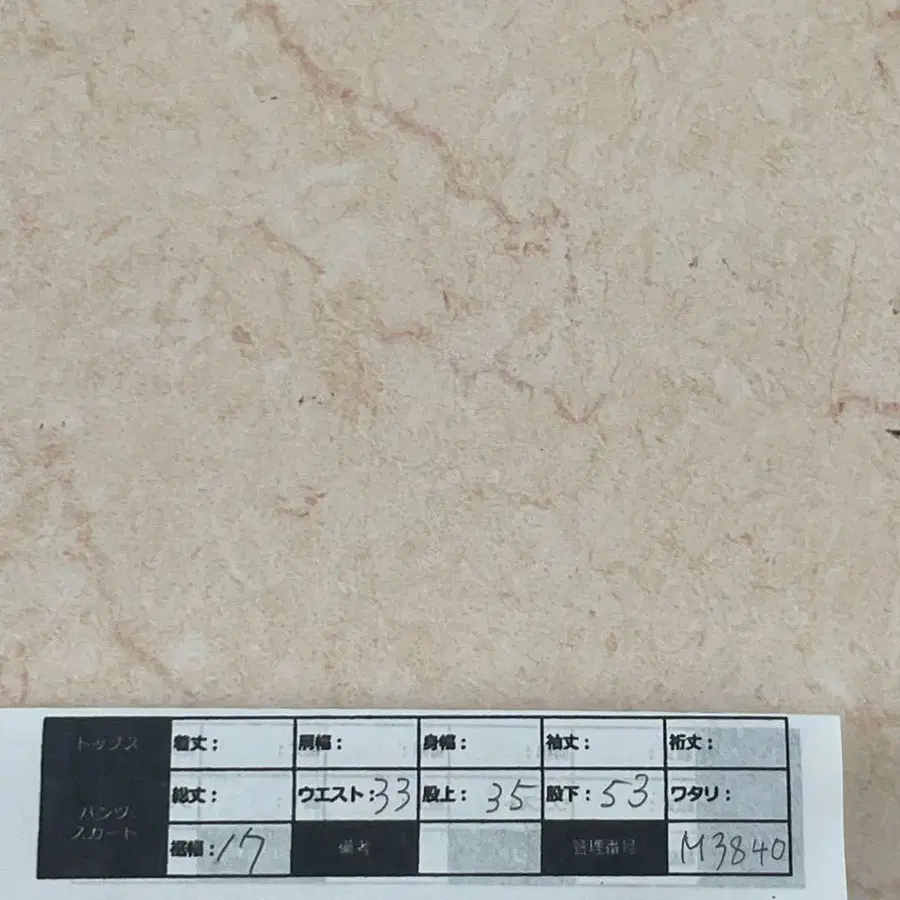 トップス 着丈: 肩幅: 身幅: 袖丈: 裄丈:
パンツ
スカート
総丈: ウエスト:33 股上: 35 股下: 53 ワタリ:
裾幅:17 備考 管理番号 M3840